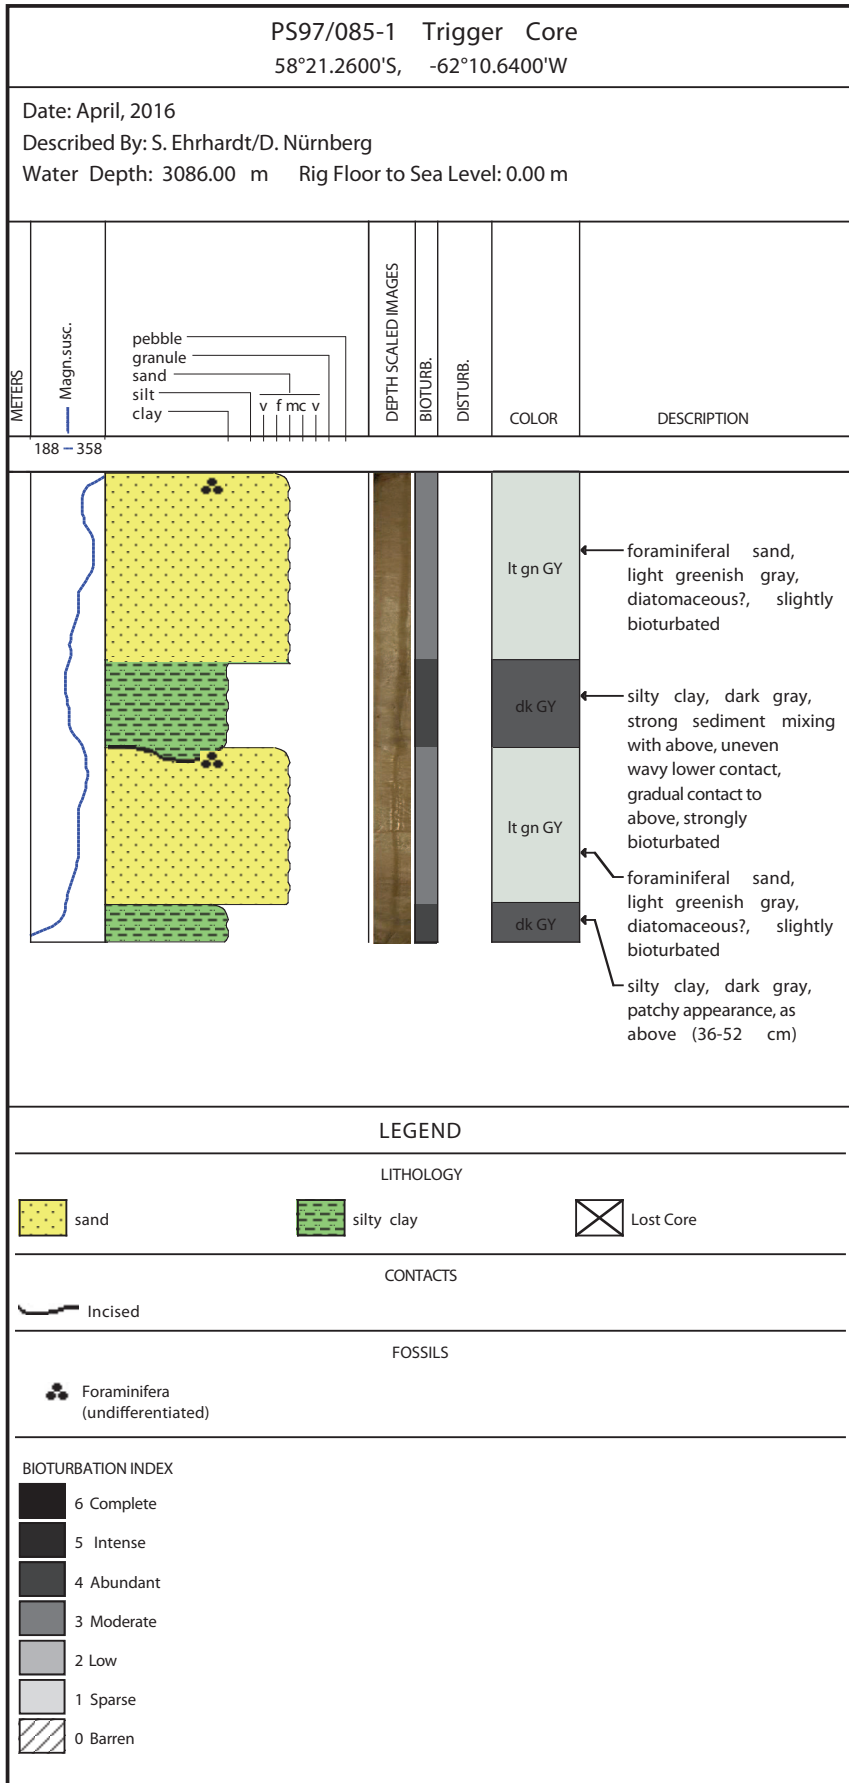 PS97/085-1 Trigger Core
58°21.2600'S, -62°10.6400'W
Date: April, 2016
Described By: S. Ehrhardt/D. Nürnberg
Water Depth: 3086.00 m Rig Floor to Sea Level: 0.00 m
METERS
Magn.susc.
pebble
granule
sand
silt
clay
v f m c v
DEPTH SCALED IMAGES
BIOTURB.
DISTURB.
COLOR
DESCRIPTION
188 – 358
lt gn GY
foraminiferal sand,
light greenish gray,
diatomaceous?, slightly
bioturbated
dk GY
silty clay, dark gray,
strong sediment mixing
with above, uneven
wavy lower contact,
gradual contact to
above, strongly
bioturbated
lt gn GY
foraminiferal sand,
light greenish gray,
diatomaceous?, slightly
bioturbated
dk GY
silty clay, dark gray,
patchy appearance, as
above (36-52 cm)
LEGEND
LITHOLOGY
sand
silty clay
Lost Core
CONTACTS
Incised
FOSSILS
Foraminifera
(undifferentiated)
BIOTURBATION INDEX
6 Complete
5 Intense
4 Abundant
3 Moderate
2 Low
1 Sparse
0 Barren